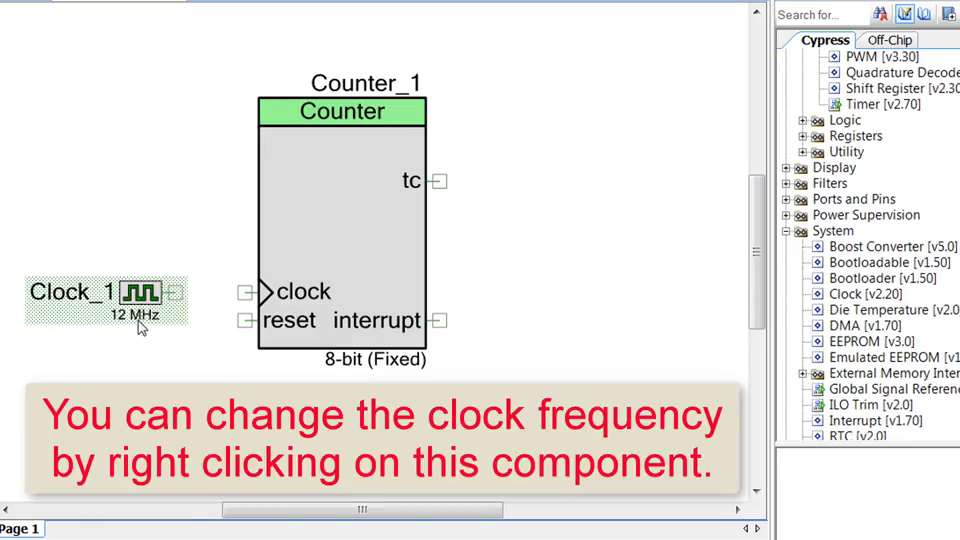 Search for...
Cypress Off-Chip
PWM [v3.30]
Quadrature Decode
Shift Register [v2.30
Timer [v2.70]
Logic
Registers
Utility
Display
Filters
Ports and Pins
Power Supervision
System
Boost Converter [v5.0]
Bootloadable [v1.50]
Bootloader [v1.50]
Clock [v2.20]
Die Temperature [v2.0
DMA [v1.70]
EEPROM [v3.0]
Emulated EEPROM [v1
External Memory Inter
Global Signal Referenc
ILO Trim [v2.0]
Interrupt [v1.70]
RTC [v2.0]
Counter_1
Counter
tc
Clock_1
12 MHz
clock
reset interrupt
8-bit (Fixed)
You can change the clock frequency
by right clicking on this component.
Page 1